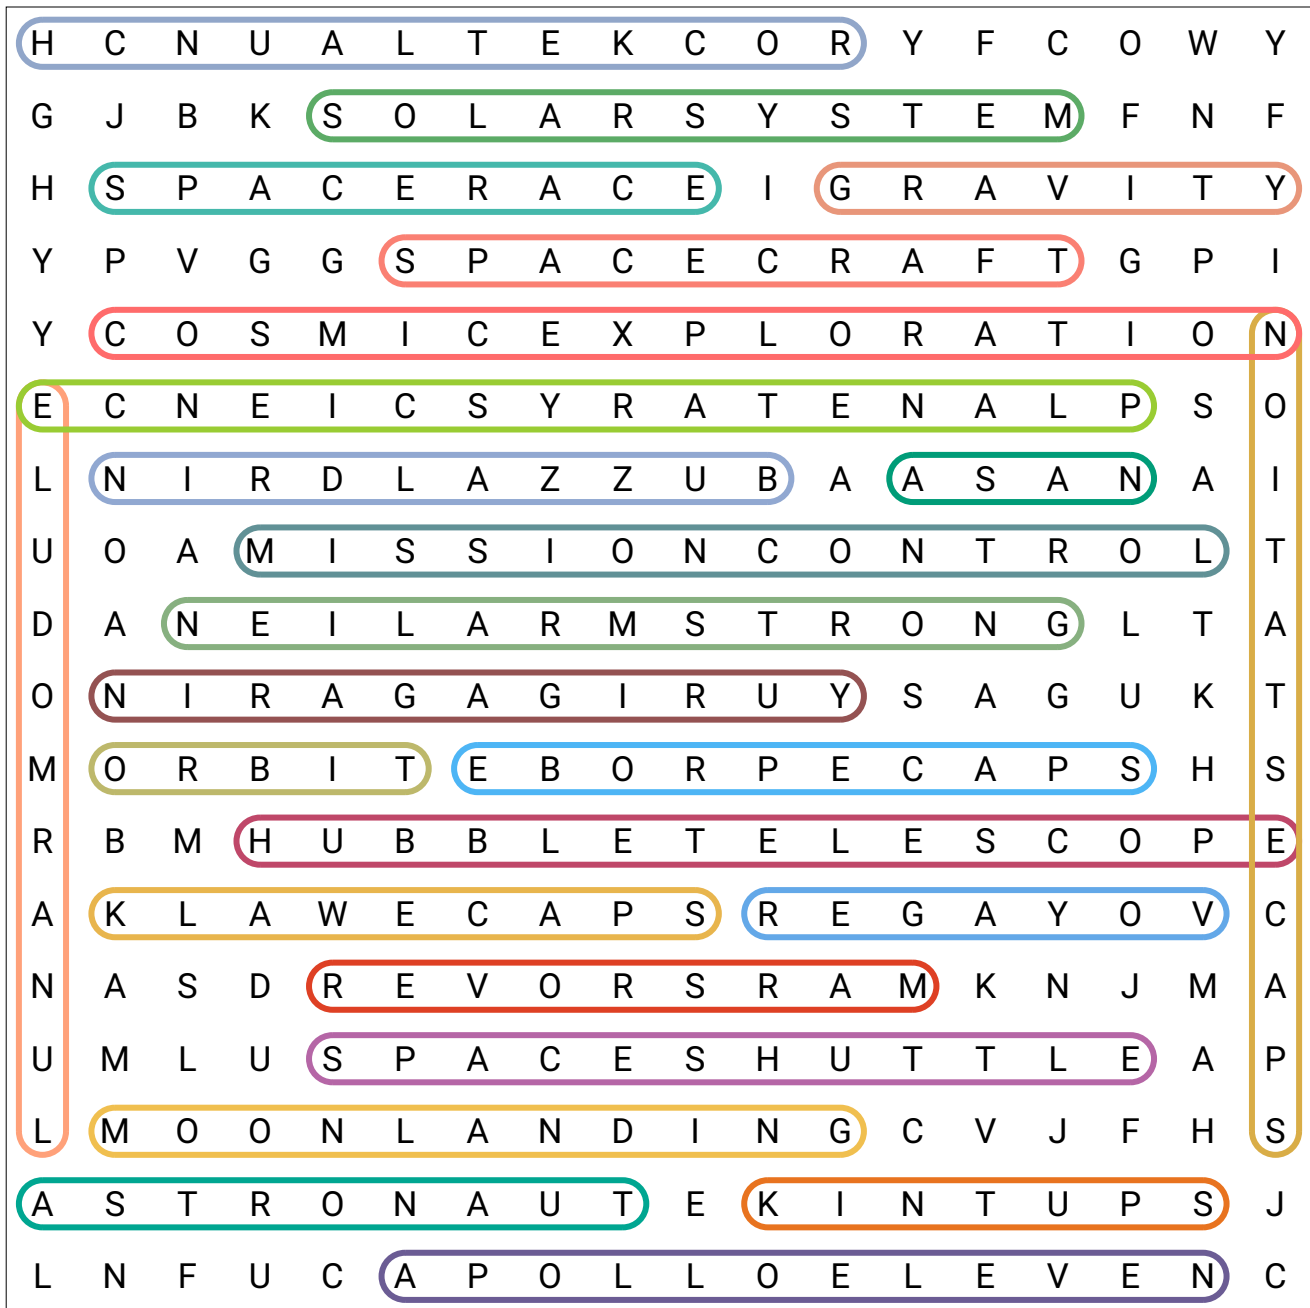 H C N U A L T E K C O R Y F C O W Y
G J B K S O L A R S Y S T E M F N F
H S P A C E R A C E I G R A V I T Y
Y P V G G S P A C E C R A F T G P I
Y C O S M I C E X P L O R A T I O N
E C N E I C S Y R A T E N A L P S O
L N I R D L A Z Z U B A A S A N A I
U O A M I S S I O N C O N T R O L T
D A N E I L A R M S T R O N G L T A
O N I R A G A G I R U Y S A G U K T
M O R B I T E B O R P E C A P S H S
R B M H U B B L E T E L E S C O P E
A K L A W E C A P S R E G A Y O V C
N A S D R E V O R S R A M K N J M A
U M L U S P A C E S H U T T L E A P
L M O O N L A N D I N G C V J F H S
A S T R O N A U T E K I N T U P S J
L N F U C A P O L L O E L E V E N C